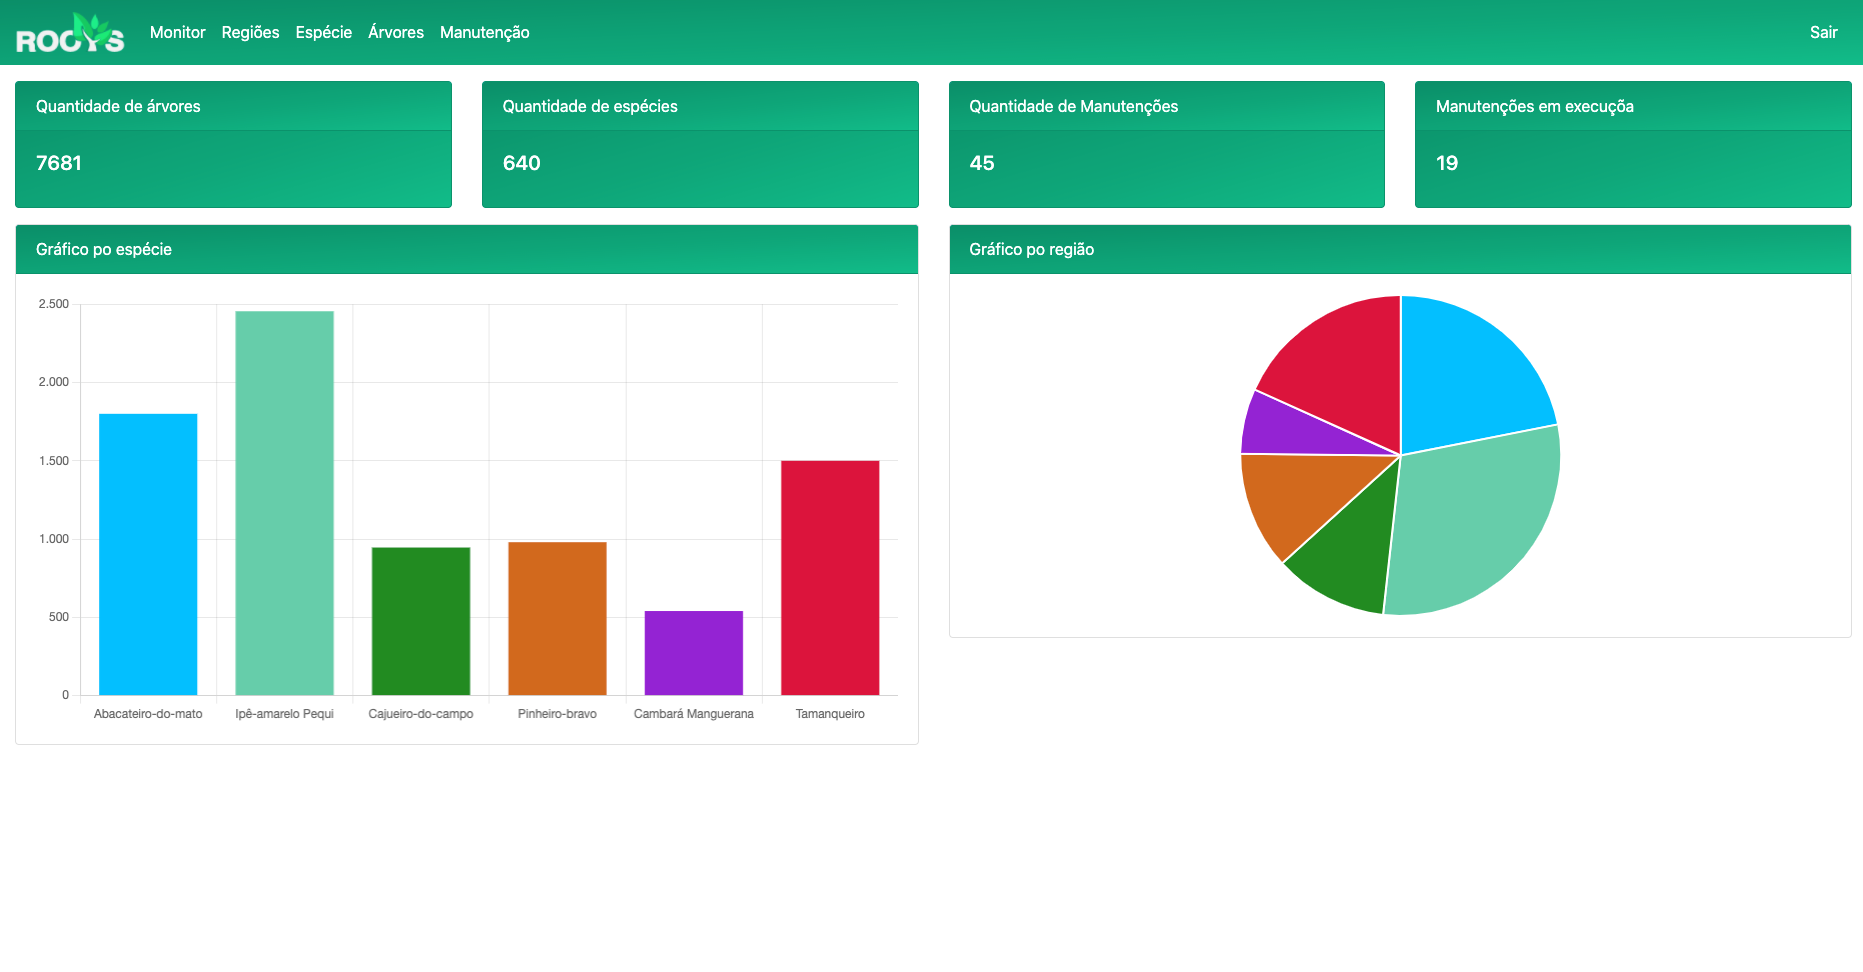 ROOTS
Monitor Regiões Espécie Árvores Manutenção Sair
Quantidade de árvores
7681
Quantidade de espécies
640
Quantidade de Manutenções
45
Manutenções em execuçõa
19
Gráfico po espécie
2.500
2.000
1.500
1.000
500
0
Abacateiro-do-mato Ipê-amarelo Pequi Cajueiro-do-campo Pinheiro-bravo Cambará Manguerana Tamanqueiro
Gráfico po região